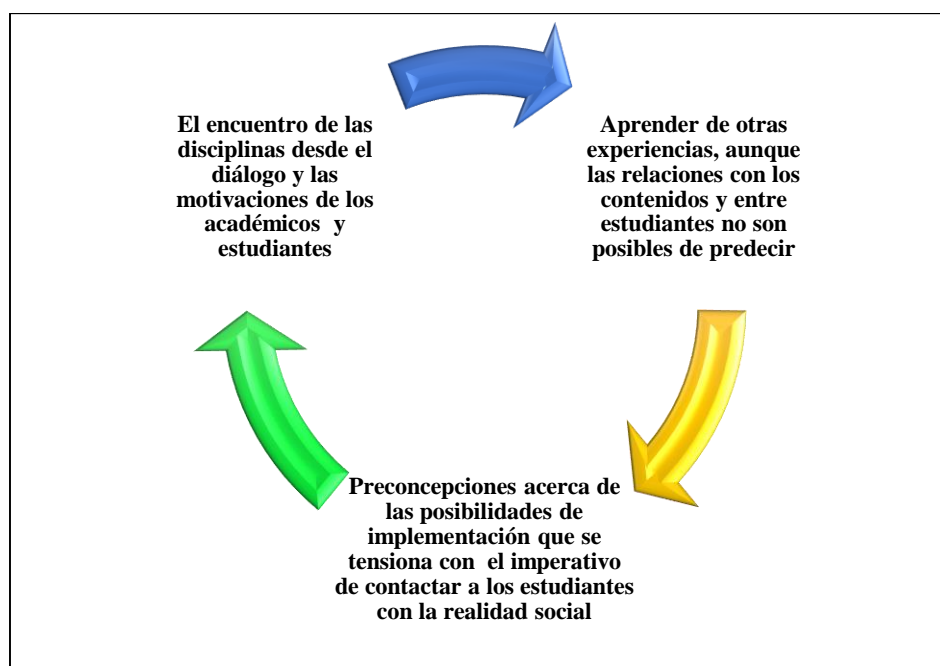 El encuentro de las
disciplinas desde el
diálogo y las
motivaciones de los
académicos y
estudiantes
Aprender de otras
experiencias, aunque
las relaciones con los
contenidos y entre
estudiantes no son
posibles de predecir
Preconcepciones acerca de
las posibilidades de
implementación que se
tensiona con el imperativo
de contactar a los estudiantes
con la realidad social